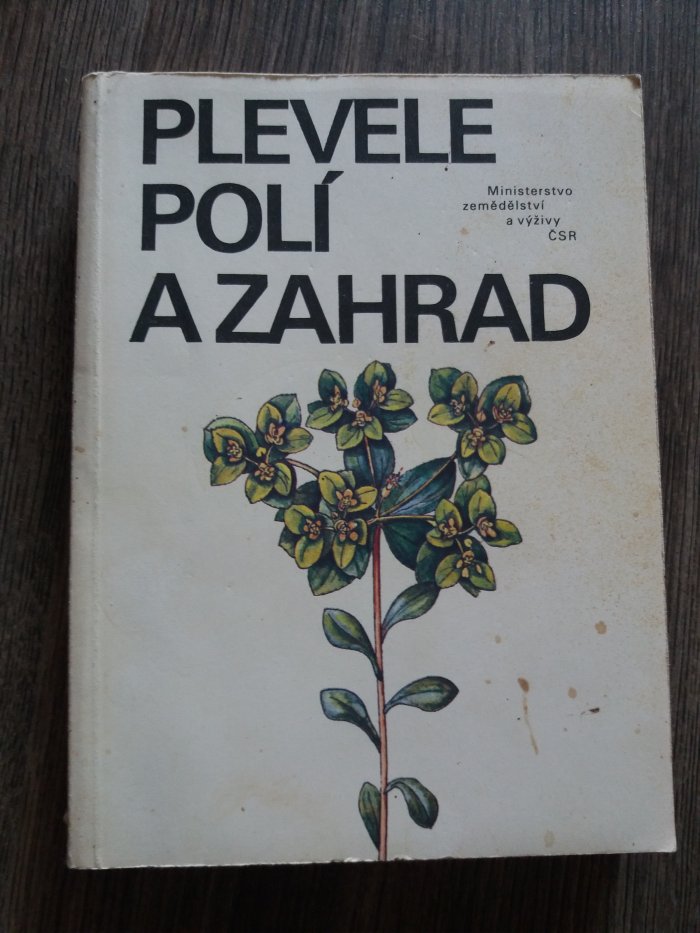 PLEVELE
POLÍ
A ZAHRAD
Ministerstvo
zemědělství
a výživy
ČSR